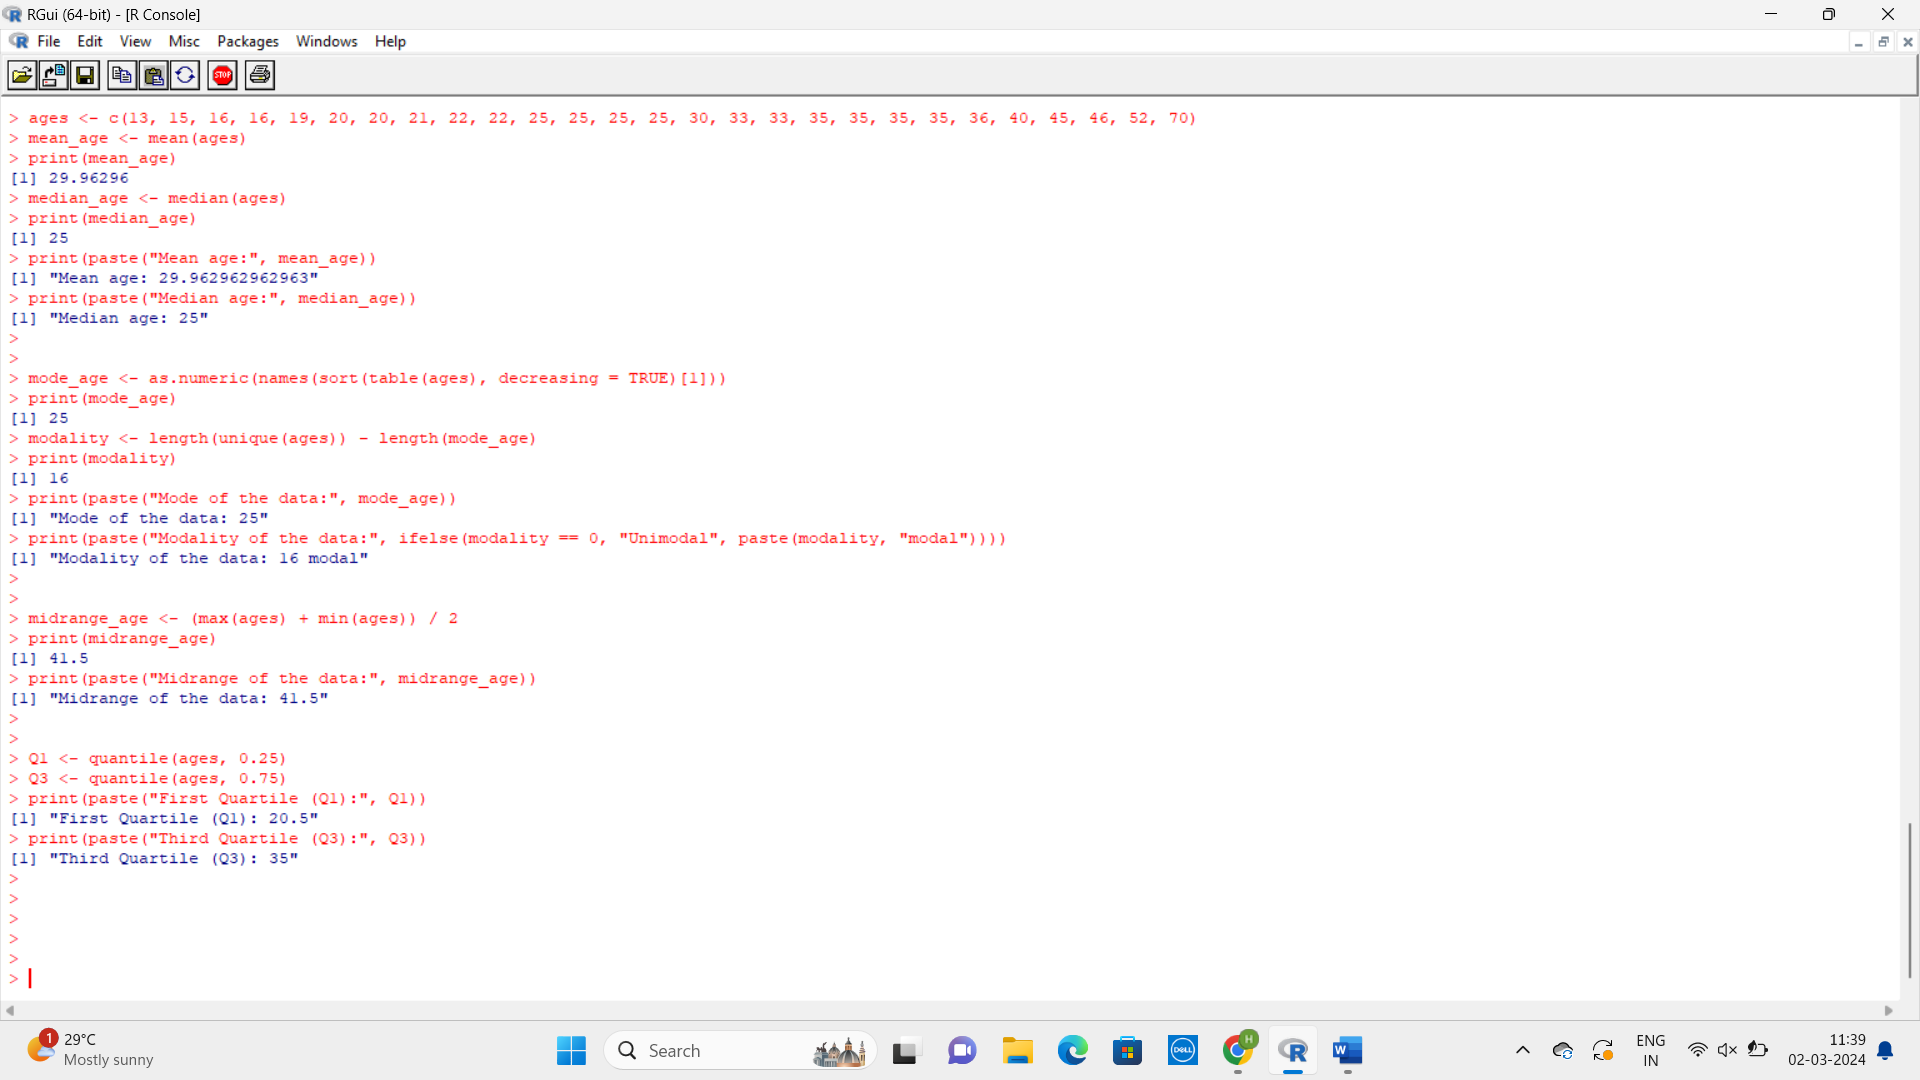 RGui (64-bit) - [R Console]
File Edit View Misc Packages Windows Help
STOP
> ages <- c(13, 15, 16, 16, 19, 20, 20, 21, 22, 22, 25, 25, 25, 25, 30, 33, 33, 35, 35, 35, 35, 36, 40, 45, 46, 52, 70)
> mean_age <- mean(ages)
> print(mean_age)
[1] 29.96296
> median_age <- median(ages)
> print(median_age)
[1] 25
> print(paste("Mean age:", mean_age))
[1] "Mean age: 29.962962962963"
> print(paste("Median age:", median_age))
[1] "Median age: 25"
>
>
> mode_age <- as.numeric(names(sort(table(ages), decreasing = TRUE)[1]))
> print(mode_age)
[1] 25
> modality <- length(unique(ages)) - length(mode_age)
> print(modality)
[1] 16
> print(paste("Mode of the data:", mode_age))
[1] "Mode of the data: 25"
> print(paste("Modality of the data:", ifelse(modality == 0, "Unimodal", paste(modality, "modal"))))
[1] "Modality of the data: 16 modal"
>
>
> midrange_age <- (max(ages) + min(ages)) / 2
> print(midrange_age)
[1] 41.5
> print(paste("Midrange of the data:", midrange_age))
[1] "Midrange of the data: 41.5"
>
>
> Q1 <- quantile(ages, 0.25)
> Q3 <- quantile(ages, 0.75)
> print(paste("First Quartile (Q1):", Q1))
[1] "First Quartile (Q1): 20.5"
> print(paste("Third Quartile (Q3):", Q3))
[1] "Third Quartile (Q3): 35"
>
>
>
>
>
>
1
29°C
Mostly sunny
Search
DELL
H
R
W
ENG
IN
11:39
02-03-2024